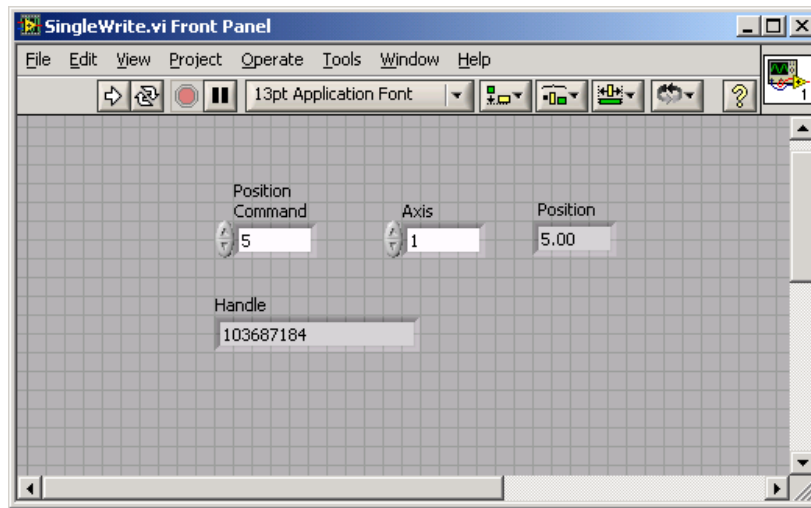 SingleWrite.vi Front Panel
File Edit View Project Operate Tools Window Help
13pt Application Font
1
Position
Command
Axis
Position
5
1
5.00
Handle
103687184